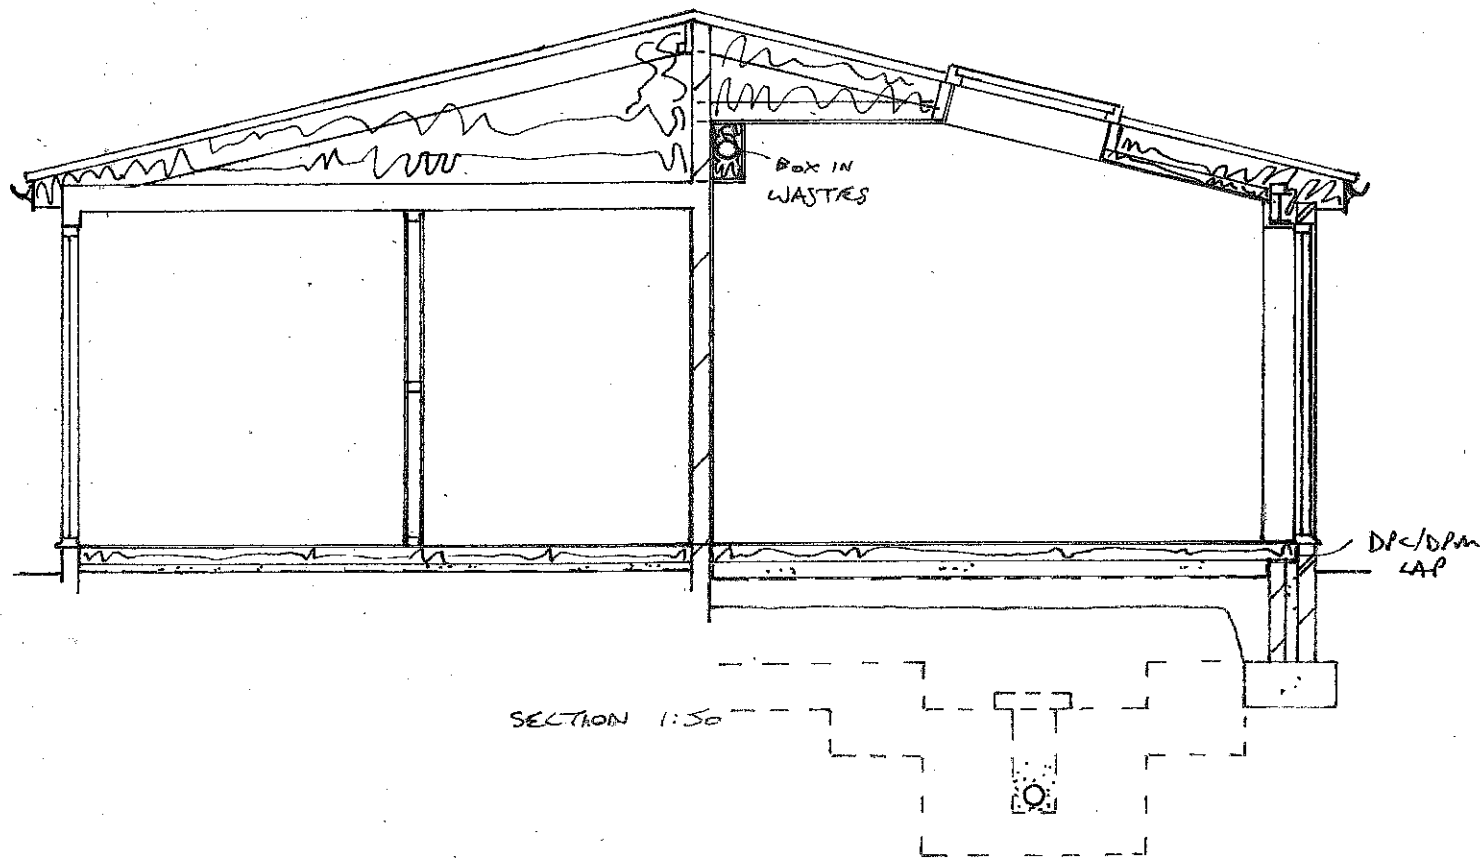 BOX IN
WASTES
DPC/DPM
LAP
SECTION 1:50